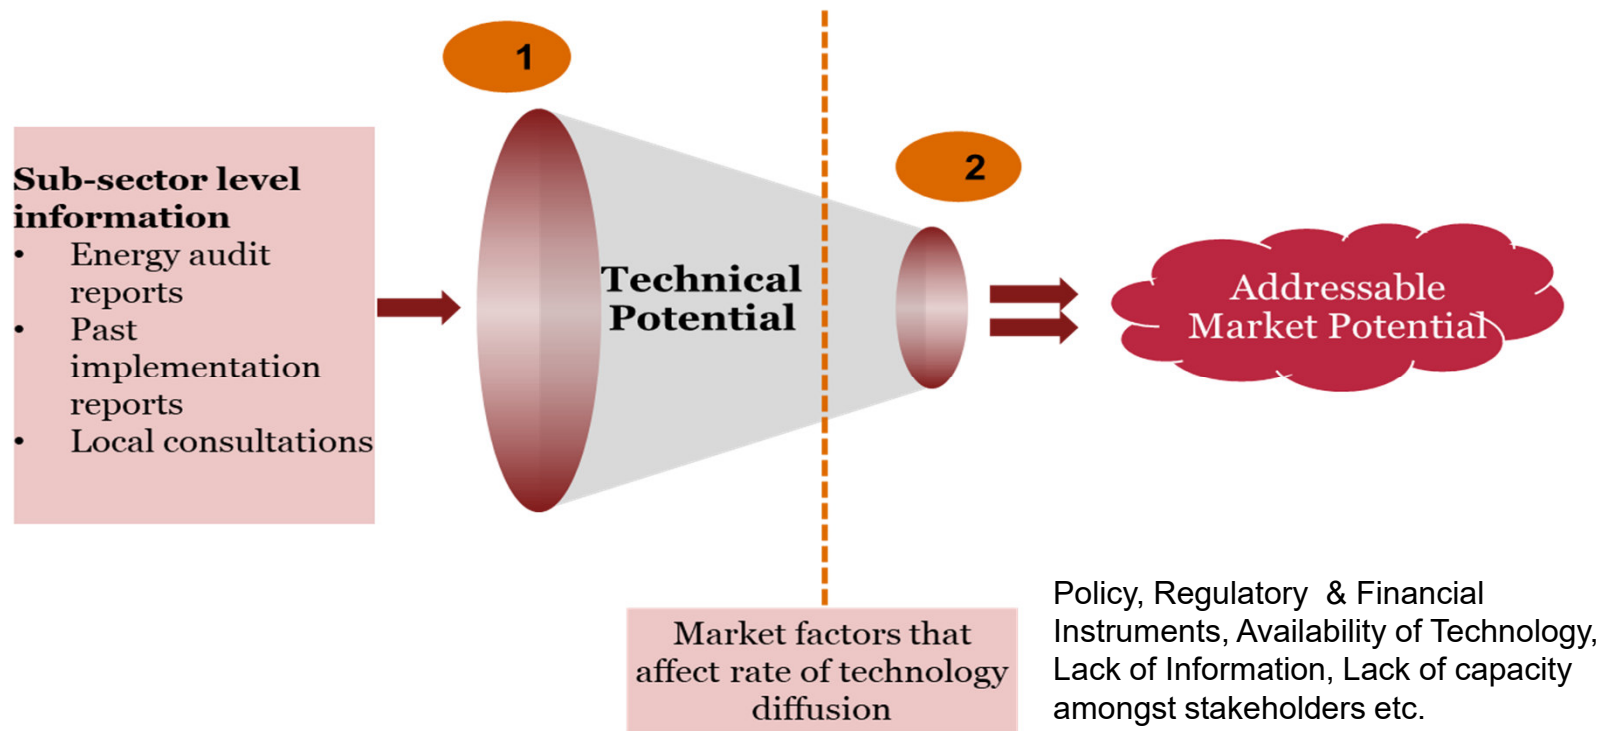 1
2
Sub-sector level
information
• Energy audit
reports
• Past
implementation
reports
• Local consultations
Technical
Potential
Addressable
Market Potential
Market factors that
affect rate of technology
diffusion
Policy, Regulatory  & Financial
Instruments, Availability of Technology,
Lack of Information, Lack of capacity
amongst stakeholders etc.